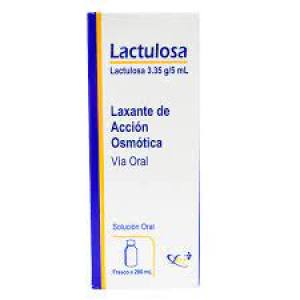 Lactulosa
Lactulosa 3.35 g/5 mL
Laxante de
Acción
Osmótica
Vía Oral
Solución Oral